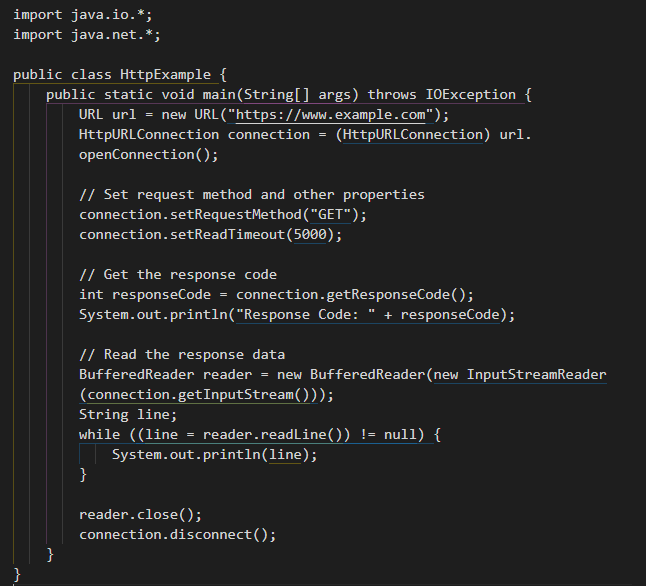 import java.io.*;
import java.net.*;

public class HttpExample {
    public static void main(String[] args) throws IOException {
        URL url = new URL("https://www.example.com");
        HttpURLConnection connection = (HttpURLConnection) url.
        openConnection();

        // Set request method and other properties
        connection.setRequestMethod("GET");
        connection.setReadTimeout(5000);

        // Get the response code
        int responseCode = connection.getResponseCode();
        System.out.println("Response Code: " + responseCode);

        // Read the response data
        BufferedReader reader = new BufferedReader(new InputStreamReader
        (connection.getInputStream()));
        String line;
        while ((line = reader.readLine()) != null) {
            System.out.println(line);
        }

        reader.close();
        connection.disconnect();
    }
}